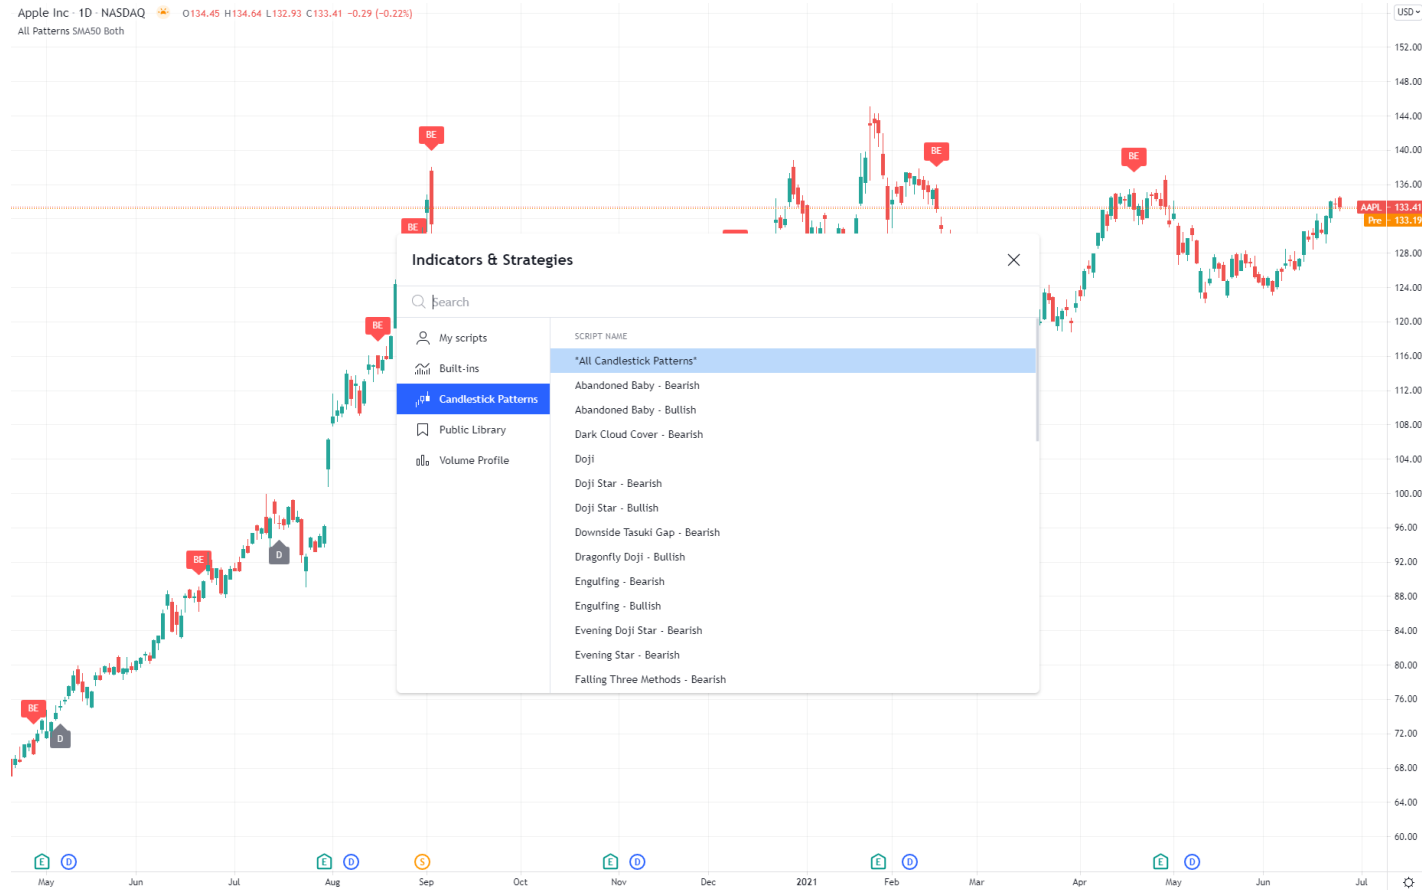 Apple Inc · 1D · NASDAQ O134.45 H134.64 L132.93 C133.41 −0.29 (−0.22%)
USD
All Patterns SMA50 Both
152.00
148.00
144.00
BE
140.00
BE
BE
136.00
AAPL 133.41
Pre 133.19
BE
128.00
Indicators & Strategies
124.00
Search
BE
120.00
My scripts
SCRIPT NAME
116.00
Built-ins
*All Candlestick Patterns*
112.00
Candlestick Patterns
Abandoned Baby - Bearish
Abandoned Baby - Bullish
108.00
Public Library
Dark Cloud Cover - Bearish
104.00
Volume Profile
Doji
Doji Star - Bearish
100.00
Doji Star - Bullish
96.00
Downside Tasuki Gap - Bearish
D
92.00
BE
Dragonfly Doji - Bullish
Engulfing - Bearish
88.00
Engulfing - Bullish
84.00
Evening Doji Star - Bearish
80.00
Evening Star - Bearish
Falling Three Methods - Bearish
76.00
BE
72.00
D
68.00
64.00
60.00
E D E D S E D E D E D
May Jun Jul Aug Sep Oct Nov Dec 2021 Feb Mar Apr May Jun Jul